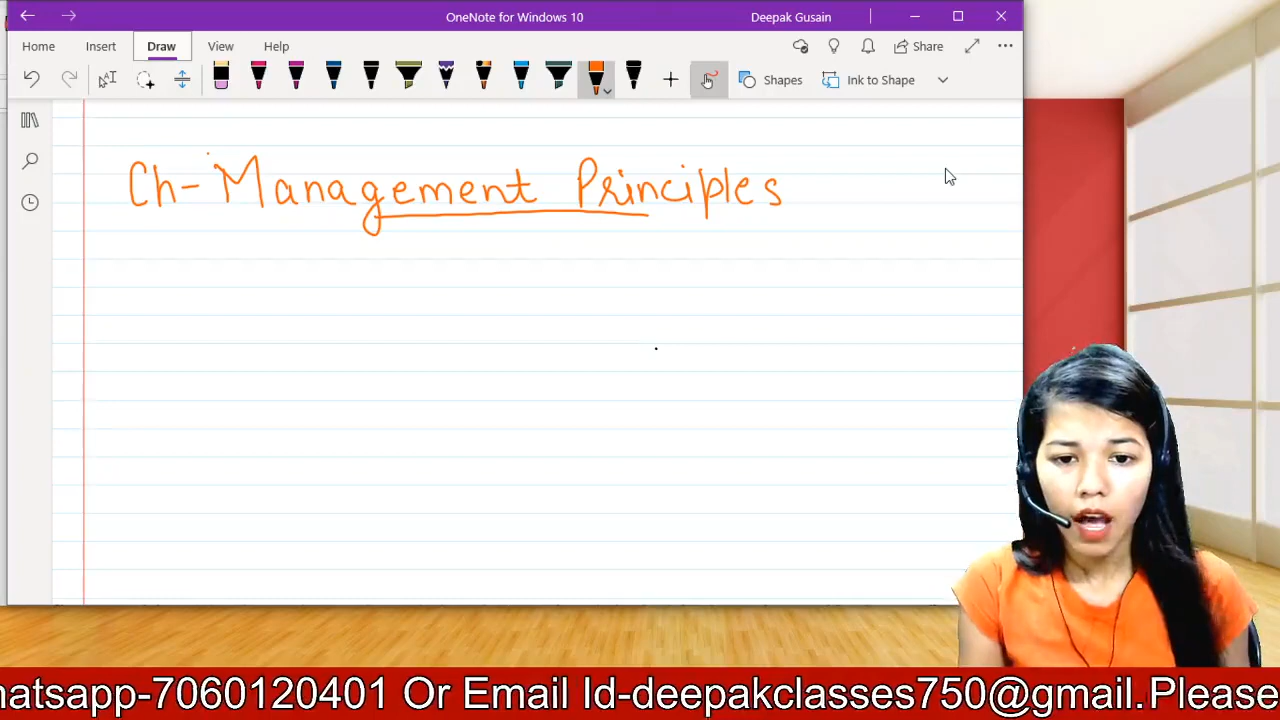 OneNote for Windows 10
Deepak Gusain
Home Insert Draw View Help
Share
Shapes
Ink to Shape
Ch- Management Principles
hatsapp-7060120401 Or Email Id-deepakclasses750@gmail.Please